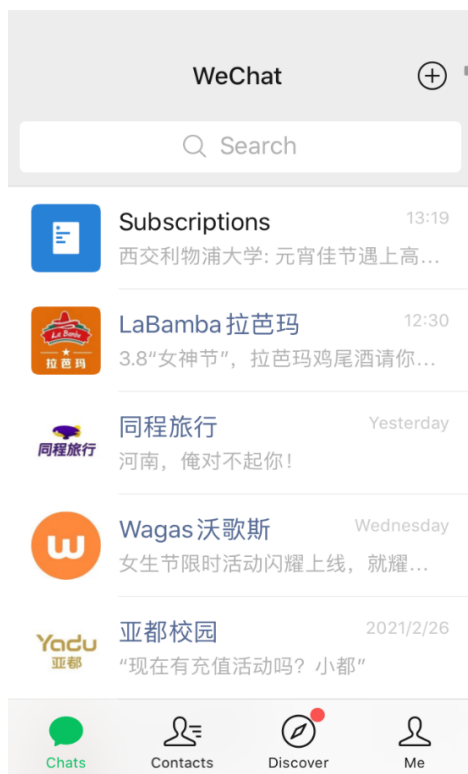 WeChat
Search
Subscriptions
13:19
西交利物浦大学: 元宵佳节遇上高...
La Bamba
拉芭玛
LaBamba拉芭玛
12:30
3.8“女神节”，拉芭玛鸡尾酒请你...
同程旅行
同程旅行
Yesterday
河南，俺对不起你！
Wagas沃歌斯
Wednesday
女生节限时活动闪耀上线，就耀...
Yadu
亚都
亚都校园
2021/2/26
“现在有充值活动吗？小都”
Chats
Contacts
Discover
Me